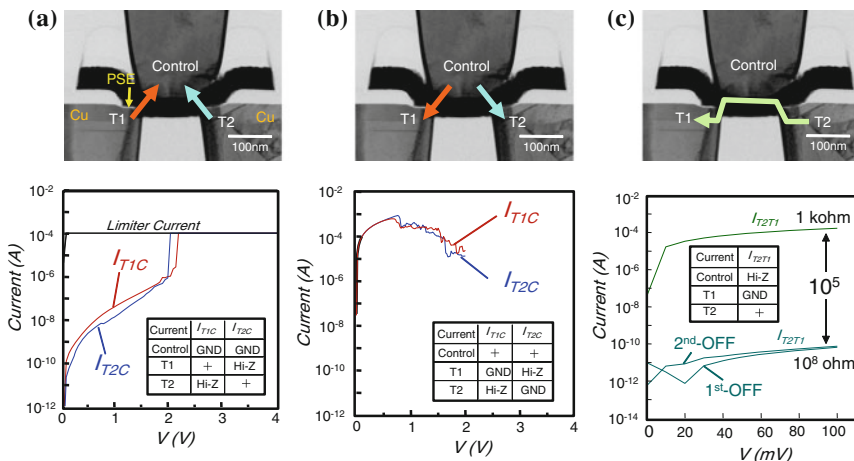 (a)
Control
PSE
Cu
T1
T2
Cu
100nm
(b)
Control
T1
T2
100nm
(c)
Control
T1
T2
100nm
Current (A)
10-2
10-4
10-6
10-8
10-10
10-12
Limiter Current
IT1C
IT2C
Current IT1C IT2C
Control GND GND
T1 + Hi-Z
T2 Hi-Z +
0 1 2 3 4
V (V)
Current (A)
10-2
10-4
10-6
10-8
10-10
10-12
IT1C
IT2C
Current IT1C IT2C
Control + +
T1 GND Hi-Z
T2 Hi-Z GND
0 1 2 3 4
V (V)
Current (A)
10-2
10-4
10-6
10-8
10-10
10-12
10-14
IT2T1
1 kohm
Current IT2T1
Control Hi-Z
T1 GND
T2 +
105
2nd-OFF
IT2T1
1st-OFF
108 ohm
0 20 40 60 80 100
V (mV)